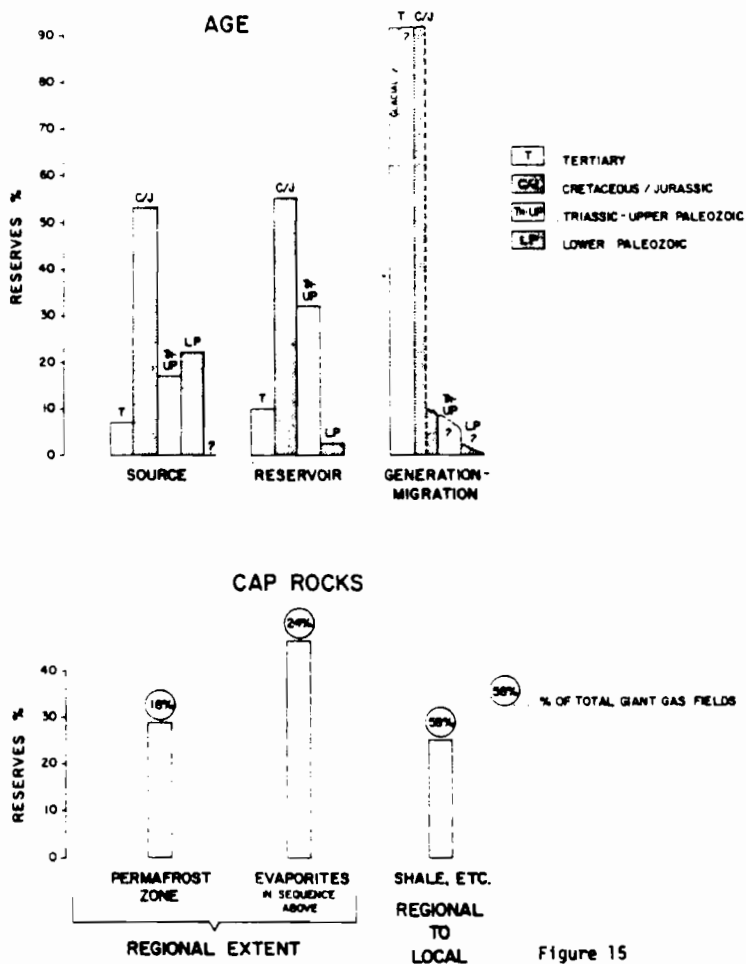 AGE
RESERVES %
90
80
70
60
50
40
30
20
10
0
T
C/J
Tr-UP
LP
?
SOURCE
T
C/J
Tr-UP
LP
RESERVOIR
T C/J
?
GLACIAL ?
Tr-UP
?
LP
?
GENERATION-
MIGRATION
T TERTIARY
C/J CRETACEOUS / JURASSIC
Tr-UP TRIASSIC - UPPER PALEOZOIC
LP LOWER PALEOZOIC
CAP ROCKS
RESERVES %
40
30
20
10
0
18%
24%
58%
58% % OF TOTAL GIANT GAS FIELDS
PERMAFROST
ZONE
EVAPORITES
IN SEQUENCE
ABOVE
REGIONAL EXTENT
SHALE, ETC.
REGIONAL
TO
LOCAL
Figure 15